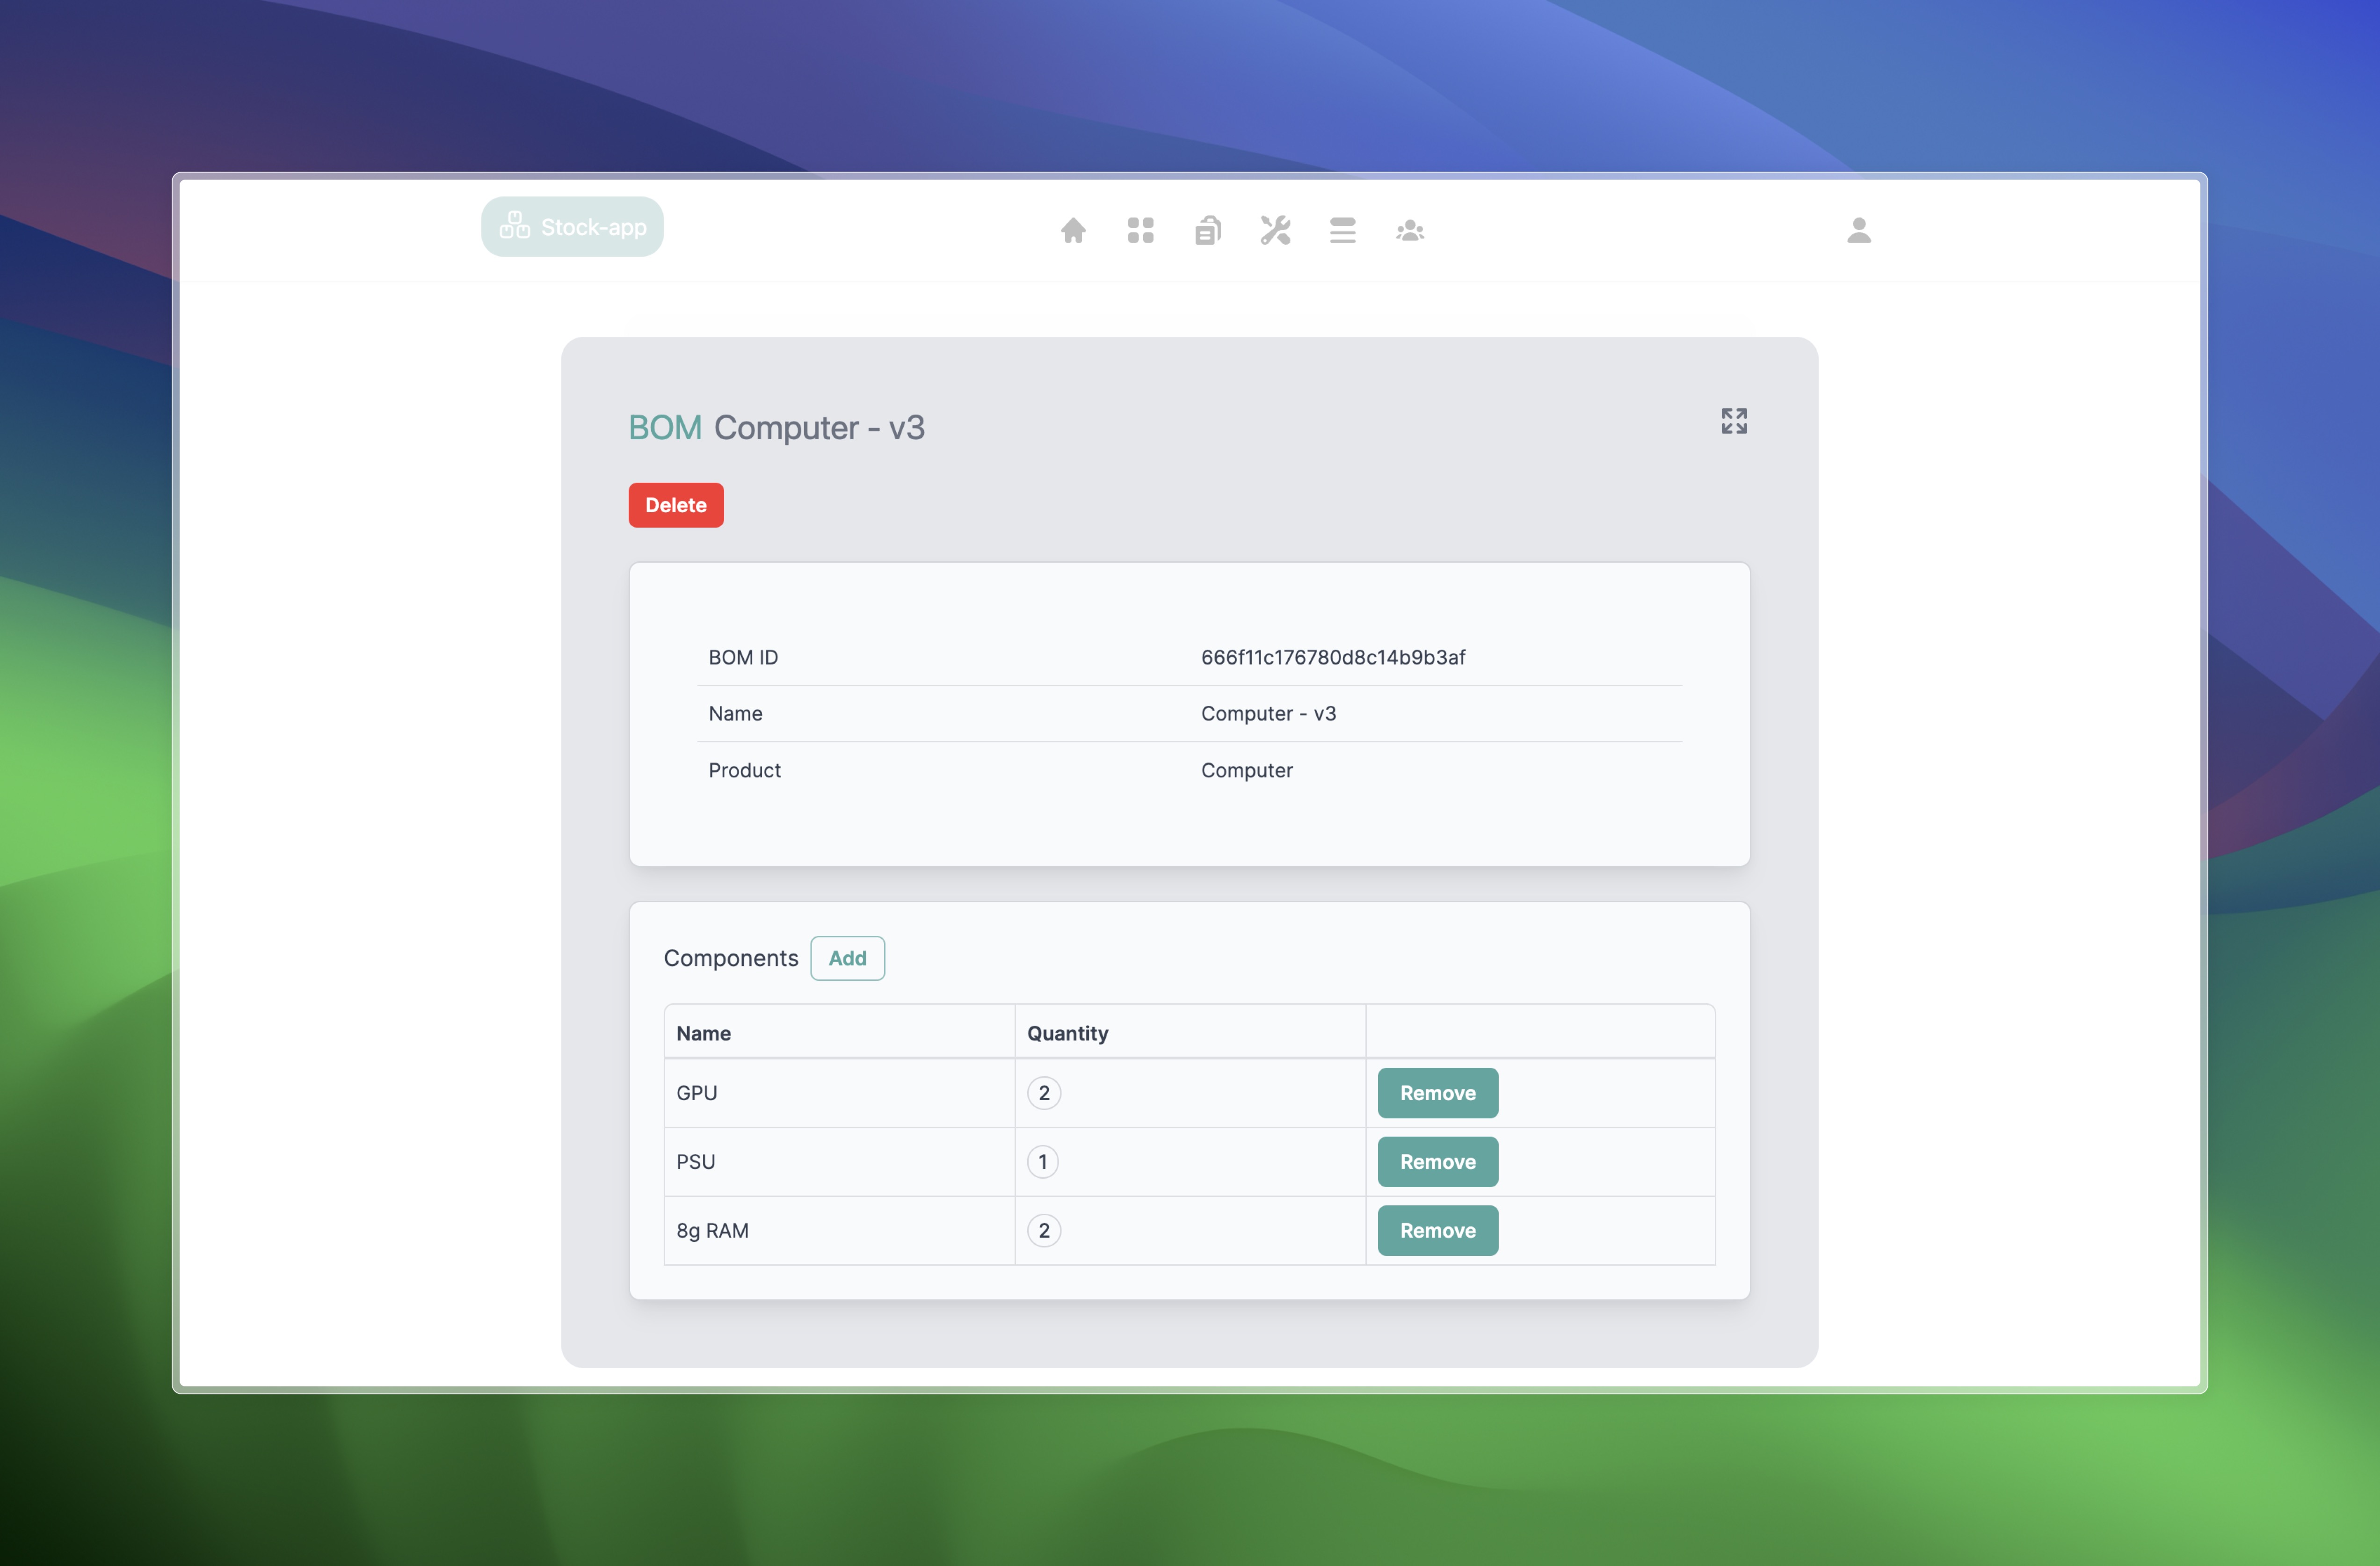 Stock-app
BOM Computer - v3
Delete
BOM ID 666f11c176780d8c14b9b3af
Name Computer - v3
Product Computer
Components Add
Name Quantity
GPU 2 Remove
PSU 1 Remove
8g RAM 2 Remove